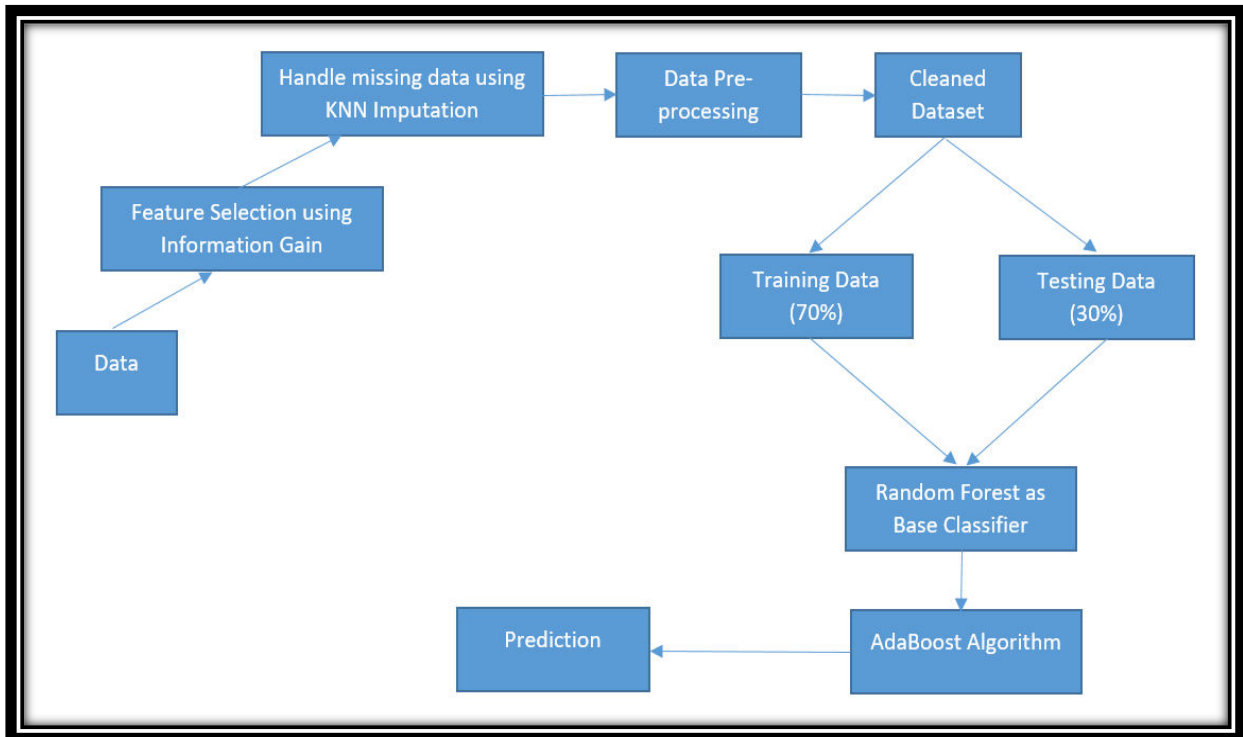 Handle missing data using
KNN Imputation
Data Pre-
processing
Cleaned
Dataset
Feature Selection using
Information Gain
Training Data
(70%)
Testing Data
(30%)
Data
Random Forest as
Base Classifier
Prediction
AdaBoost Algorithm